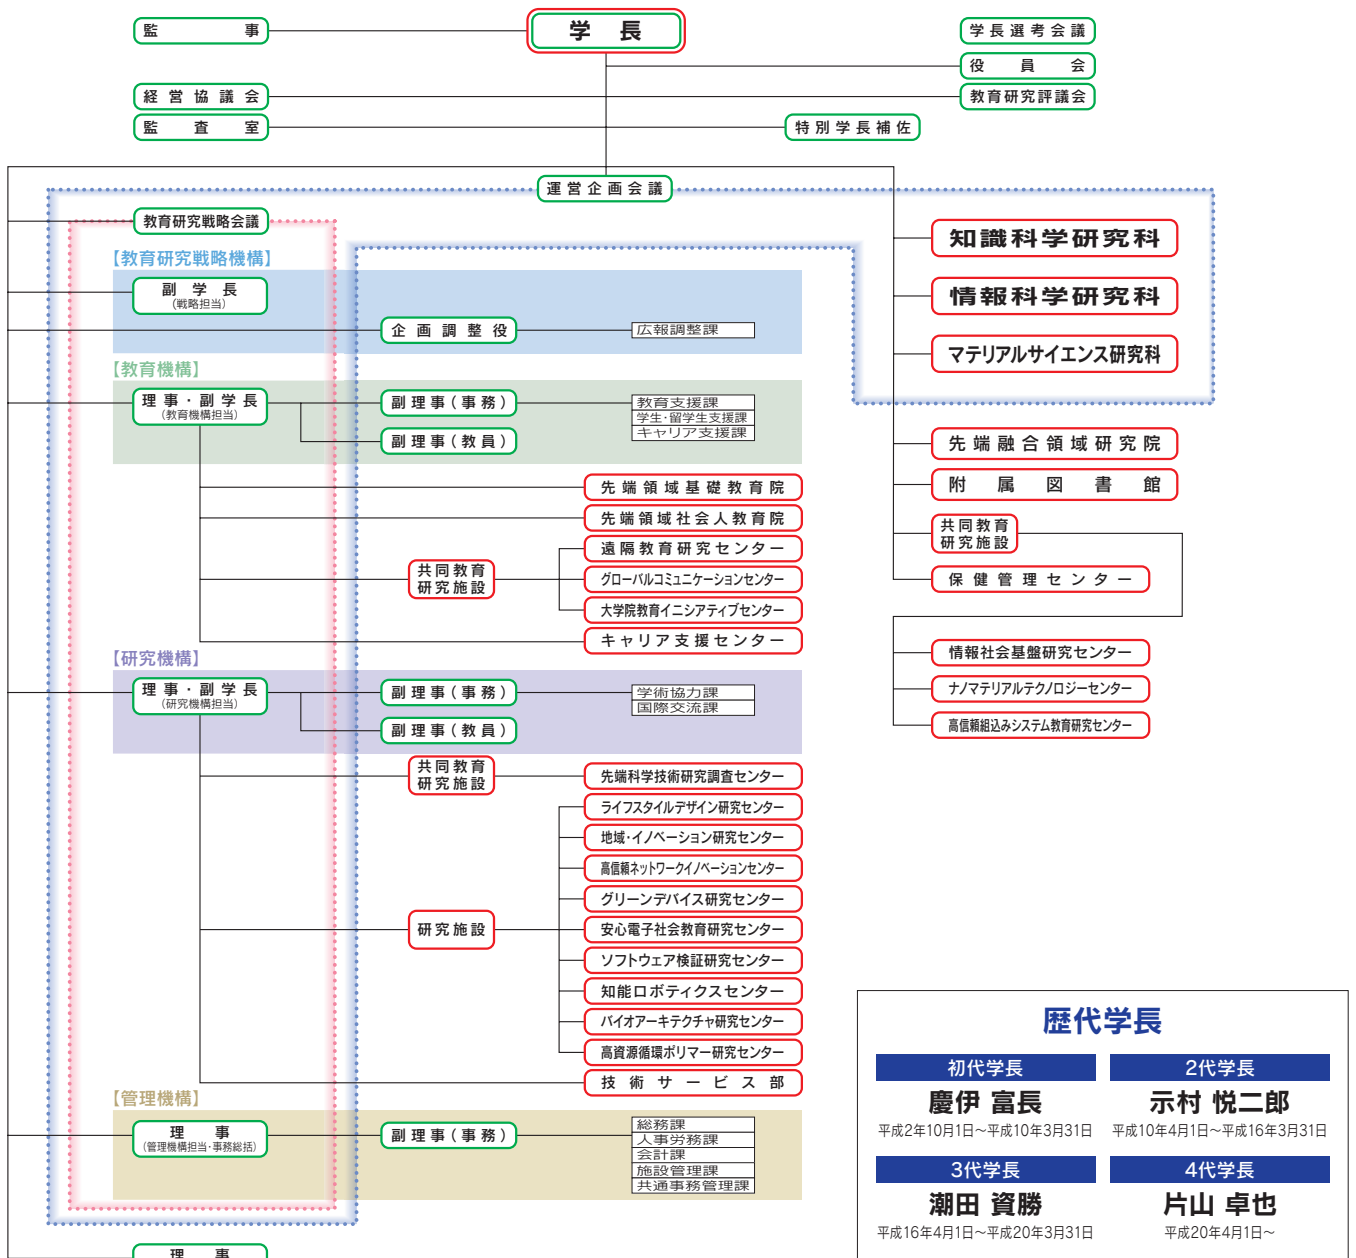 監事
学長
学長選考会議
役員会
経営協議会
教育研究評議会
監査室
特別学長補佐
運営企画会議
教育研究戦略会議
【教育研究戦略機構】
副学長
(戦略担当)
企画調整役
広報調整課
【教育機構】
理事・副学長
(教育機構担当)
副理事(事務)
教育支援課
学生・留学生支援課
キャリア支援課
副理事(教員)
先端領域基礎教育院
先端領域社会人教育院
共同教育
研究施設
遠隔教育研究センター
グローバルコミュニケーションセンター
大学院教育イニシアティブセンター
キャリア支援センター
【研究機構】
理事・副学長
(研究機構担当)
副理事(事務)
学術協力課
国際交流課
副理事(教員)
共同教育
研究施設
先端科学技術研究調査センター
研究施設
ライフスタイルデザイン研究センター
地域・イノベーション研究センター
高信頼ネットワークイノベーションセンター
グリーンデバイス研究センター
安心電子社会教育研究センター
ソフトウェア検証研究センター
知能ロボティクスセンター
バイオアーキテクチャ研究センター
高資源循環ポリマー研究センター
技術サービス部
【管理機構】
理事
(管理機構担当・事務総括)
副理事(事務)
総務課
人事労務課
会計課
施設管理課
共通事務管理課
理事
知識科学研究科
情報科学研究科
マテリアルサイエンス研究科
先端融合領域研究院
附属図書館
共同教育
研究施設
保健管理センター
情報社会基盤研究センター
ナノマテリアルテクノロジーセンター
高信頼組込みシステム教育研究センター
歴代学長
初代学長
慶伊 富長
平成2年10月1日〜平成10年3月31日
2代学長
示村 悦二郎
平成10年4月1日〜平成16年3月31日
3代学長
潮田 資勝
平成16年4月1日〜平成20年3月31日
4代学長
片山 卓也
平成20年4月1日〜